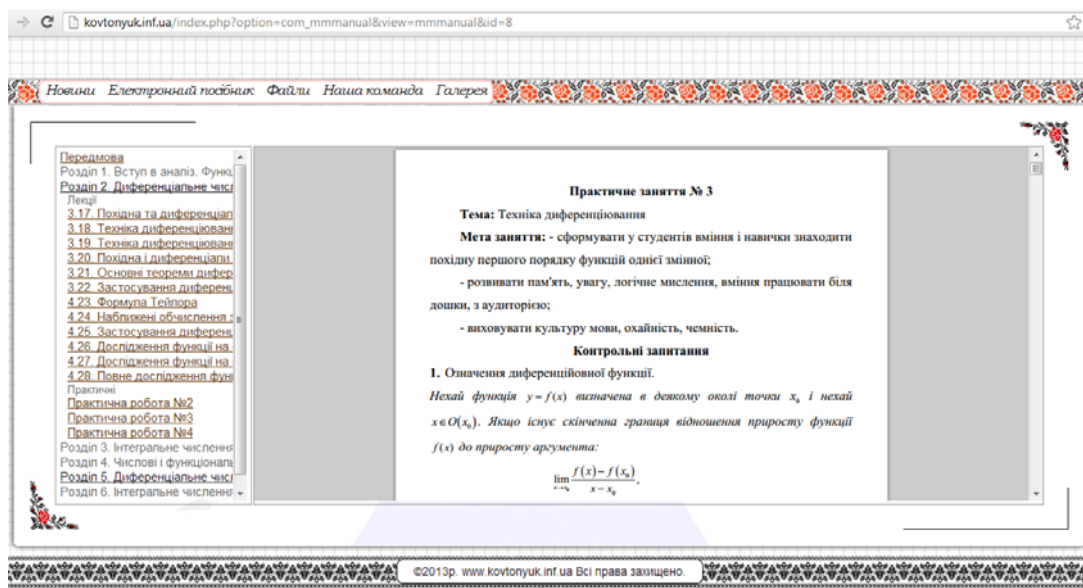 kovtonyuk.inf.ua/index.php?option=com_mmmanual&view=mmmanual&id=8
Новини Електронний посібник Файли Наша команда Галерея
Передмова
Розділ 1. Вступ в аналіз. Функц
Розділ 2. Диференціальне числ
Лекції
3.17. Похідна та диференціал
3.18. Техніка диференціюванн
3.19. Техніка диференціюванн
3.20. Похідна і диференціали
3.21. Основні теореми дифер
3.22. Застосування диференц
4.23. Формула Тейлора
4.24. Наближені обчислення з
4.25. Застосування диференц
4.26. Дослідження функції на
4.27. Дослідження функції на
4.28. Повне дослідження функ
Практичні
Практична робота №2
Практична робота №3
Практична робота №4
Розділ 3. Інтегральне числення
Розділ 4. Числові і функціональ
Розділ 5. Диференціальне числ
Розділ 6. Інтегральне числення
Практичне заняття № 3
Тема: Техніка диференціювання
Мета заняття: - сформувати у студентів вміння і навички знаходити
похідну першого порядку функцій однієї змінної;
- розвивати пам'ять, увагу, логічне мислення, вміння працювати біля
дошки, з аудиторією;
- виховувати культуру мови, охайність, чемність.
Контрольні запитання
1. Означення диференційовної функції.
Нехай функція y = f(x) визначена в деякому околі точки x₀ і нехай
x ∈ O(x₀). Якщо існує скінченна границя відношення приросту функції
f(x) до приросту аргумента:
lim x→x₀ (f(x) − f(x₀)) / (x − x₀),
©2013р. www.kovtonyuk.inf.ua Всі права захищено.